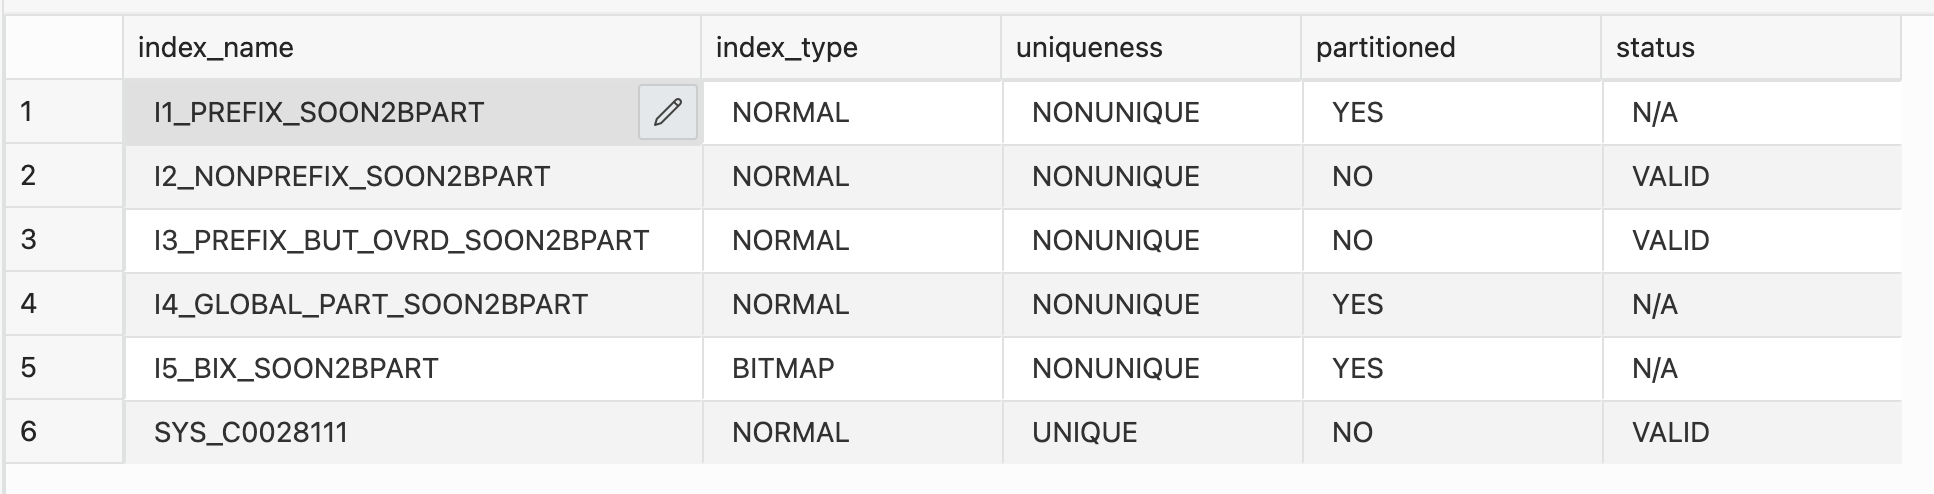 index_name index_type uniqueness partitioned status
1 I1_PREFIX_SOON2BPART NORMAL NONUNIQUE YES N/A
2 I2_NONPREFIX_SOON2BPART NORMAL NONUNIQUE NO VALID
3 I3_PREFIX_BUT_OVRD_SOON2BPART NORMAL NONUNIQUE NO VALID
4 I4_GLOBAL_PART_SOON2BPART NORMAL NONUNIQUE YES N/A
5 I5_BIX_SOON2BPART BITMAP NONUNIQUE YES N/A
6 SYS_C0028111 NORMAL UNIQUE NO VALID